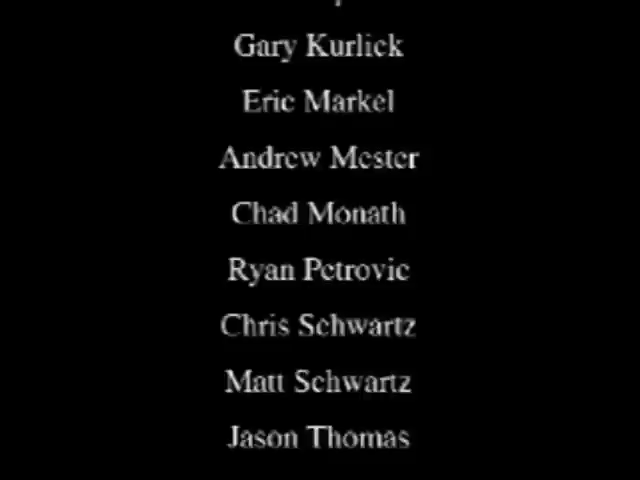 Gary Kurlick
Eric Markel
Andrew Mester
Chad Monath
Ryan Petrovic
Chris Schwartz
Matt Schwartz
Jason Thomas